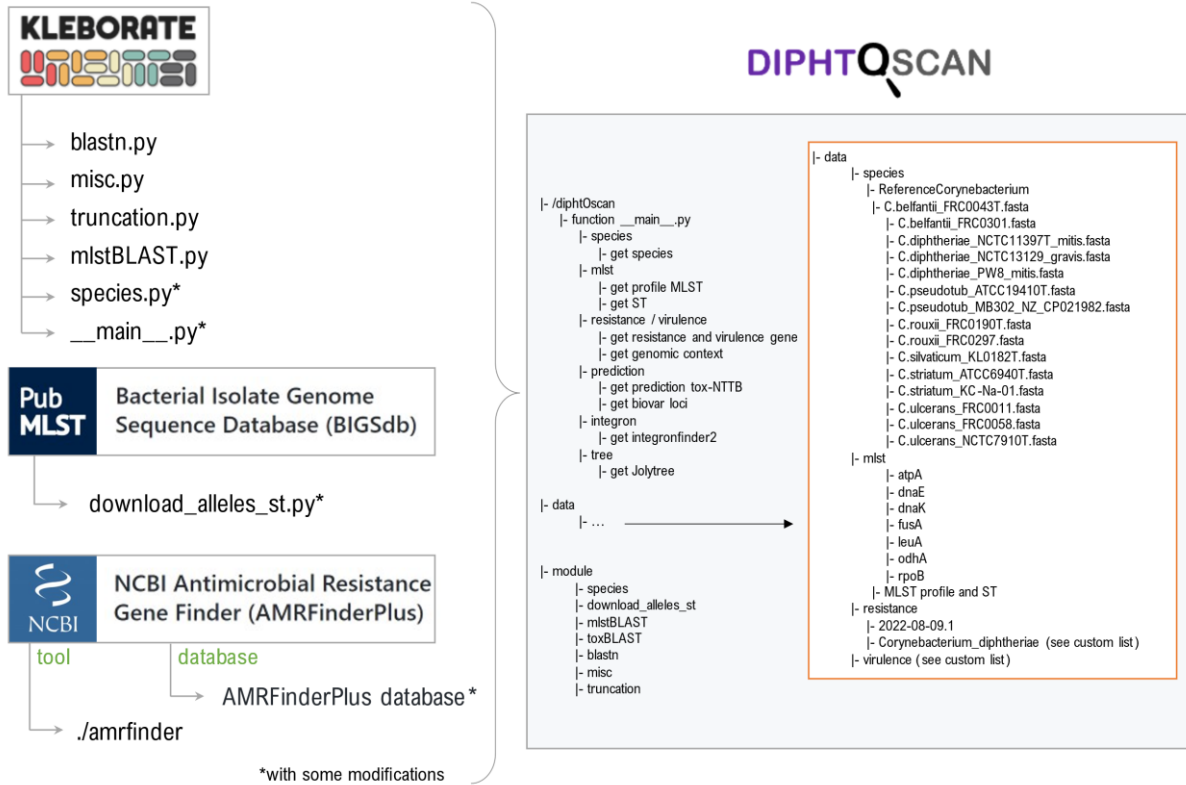 KLEBORATE
blastn.py
misc.py
truncation.py
mlstBLAST.py
species.py*
__main__.py*
Pub
MLST
Bacterial Isolate Genome
Sequence Database (BIGSdb)
download_alleles_st.py*
NCBI
NCBI Antimicrobial Resistance
Gene Finder (AMRFinderPlus)
tool
database
AMRFinderPlus database*
./amrfinder
*with some modifications
DIPHTOSCAN
|- /diphtOscan
|- function __main__.py
|- species
|- get species
|- mlst
|- get profile MLST
|- get ST
|- resistance / virulence
|- get resistance and virulence gene
|- get genomic context
|- prediction
|- get prediction tox-NTTB
|- get biovar loci
|- integron
|- get integronfinder2
|- tree
|- get Jolytree
|- data
|- ...
|- module
|- species
|- download_alleles_st
|- mlstBLAST
|- toxBLAST
|- blastn
|- misc
|- truncation
|- data
|- species
|- ReferenceCorynebacterium
|- C.belfantii_FRC0043T.fasta
|- C.belfantii_FRC0301.fasta
|- C.diphtheriae_NCTC11397T_mitis.fasta
|- C.diphtheriae_NCTC13129_gravis.fasta
|- C.diphtheriae_PW8_mitis.fasta
|- C.pseudotub_ATCC19410T.fasta
|- C.pseudotub_MB302_NZ_CP021982.fasta
|- C.rouxii_FRC0190T.fasta
|- C.rouxii_FRC0297.fasta
|- C.silvaticum_KL0182T.fasta
|- C.striatum_ATCC6940T.fasta
|- C.striatum_KC-Na-01.fasta
|- C.ulcerans_FRC0011.fasta
|- C.ulcerans_FRC0058.fasta
|- C.ulcerans_NCTC7910T.fasta
|- mlst
|- atpA
|- dnaE
|- dnaK
|- fusA
|- leuA
|- odhA
|- rpoB
|- MLST profile and ST
|- resistance
|- 2022-08-09.1
|- Corynebacterium_diphtheriae (see custom list)
|- virulence (see custom list)